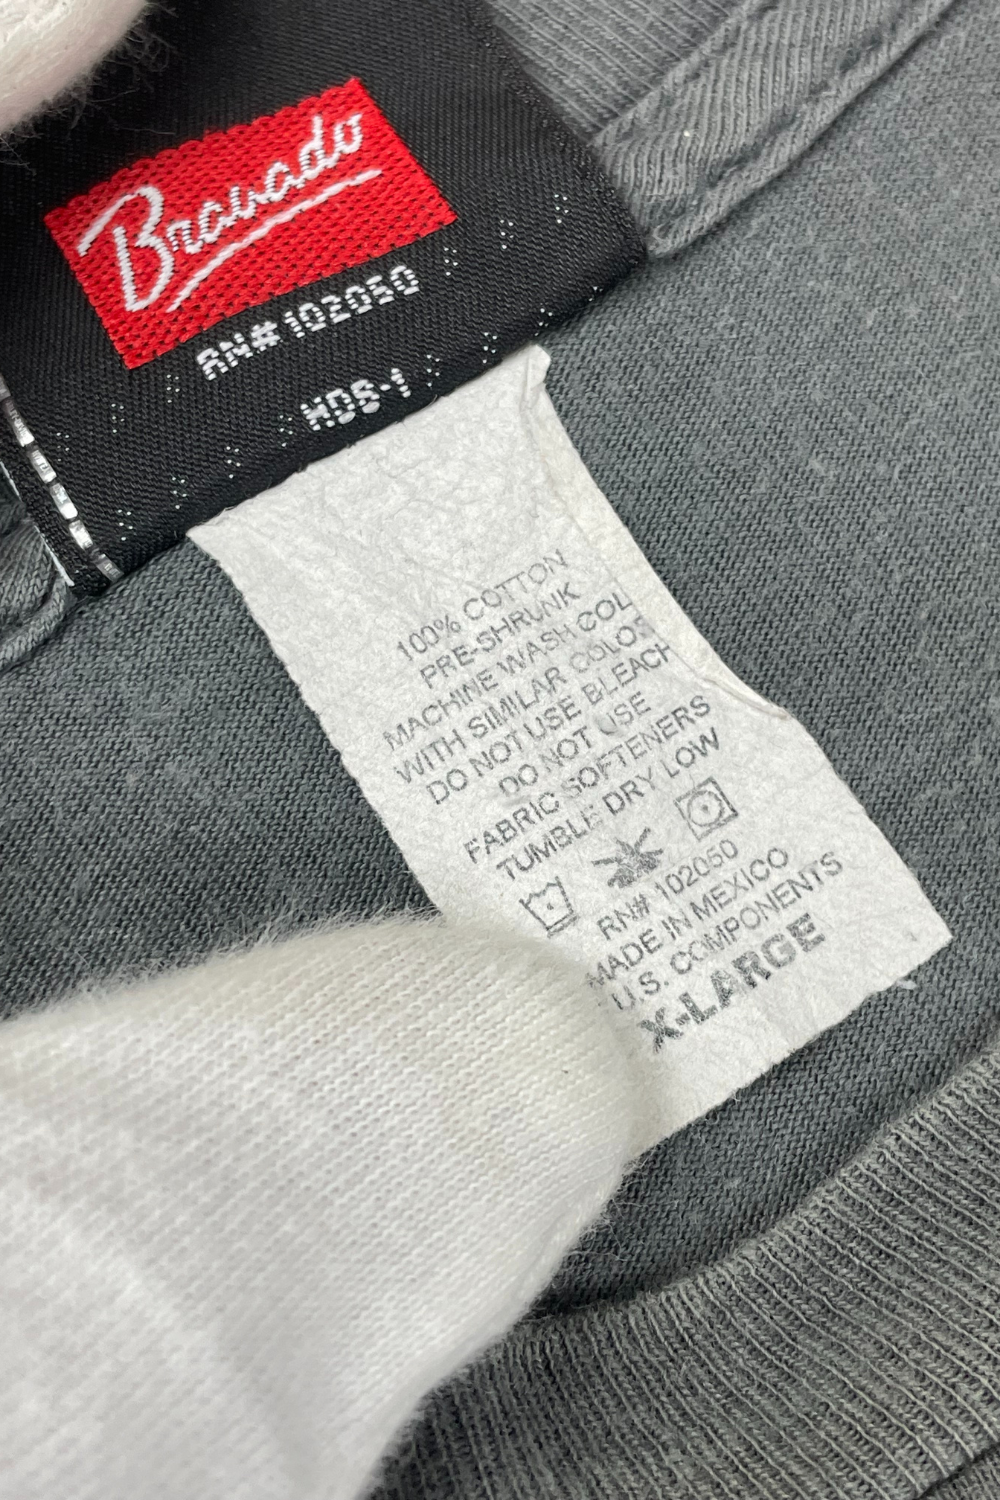 Bravado
RN# 102050
HDS-1
100% COTTON
PRE-SHRUNK
MACHINE WASH COL
WITH SIMILAR COLO
DO NOT USE BLEACH
DO NOT USE
FABRIC SOFTENERS
TUMBLE DRY LOW
RN# 102050
MADE IN MEXICO
U.S. COMPONENTS
X-LARGE